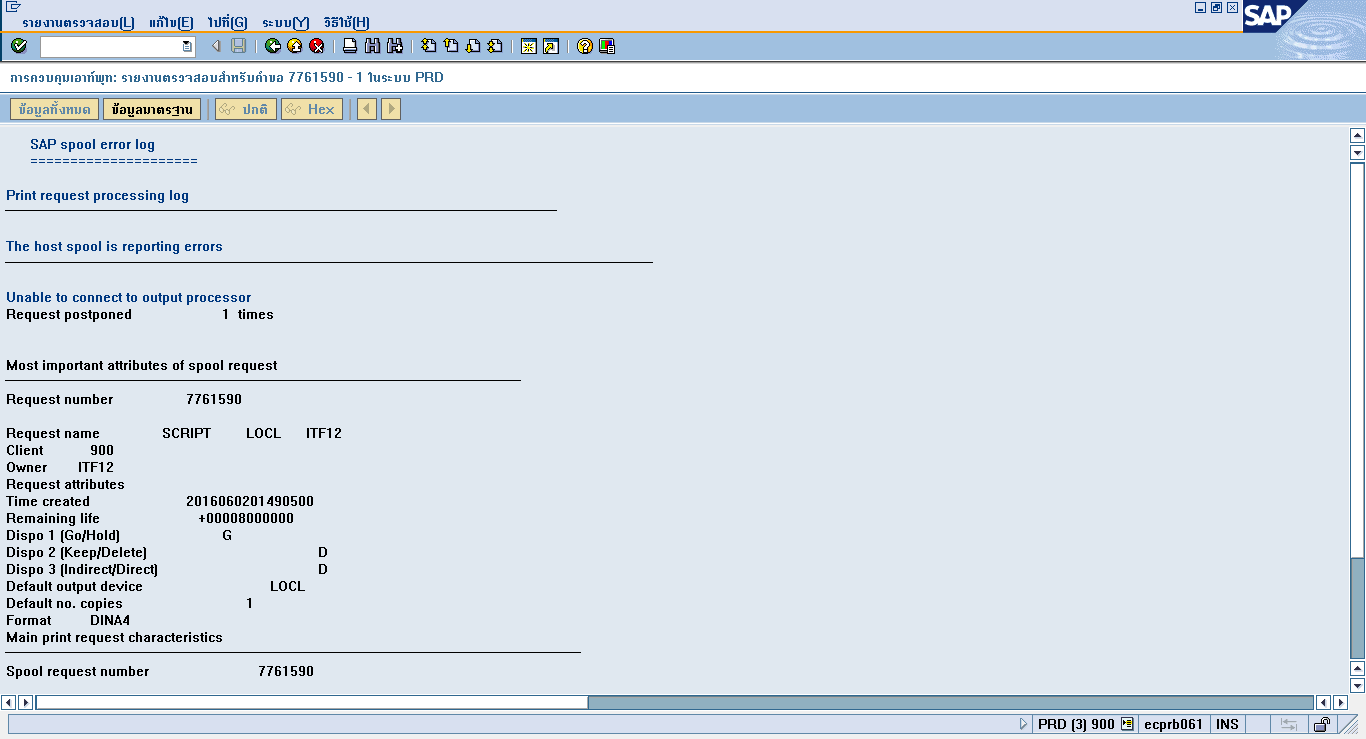 รายงานตรวจสอบ(L) แก้ไข(E) ไปที่(G) ระบบ(Y) วิธีใช้(H)
SAP
การควบคุมเอาท์พุท: รายงานตรวจสอบสำหรับคำขอ 7761590 - 1 ในระบบ PRD
ข้อมูลทั้งหมด ข้อมูลมาตรฐาน ปกติ Hex
SAP spool error log
=====================
Print request processing log
The host spool is reporting errors
Unable to connect to output processor
Request postponed 1 times
Most important attributes of spool request
Request number 7761590
Request name SCRIPT LOCL ITF12
Client 900
Owner ITF12
Request attributes
Time created 2016060201490500
Remaining life +00008000000
Dispo 1 (Go/Hold) G
Dispo 2 (Keep/Delete) D
Dispo 3 (Indirect/Direct) D
Default output device LOCL
Default no. copies 1
Format DINA4
Main print request characteristics
Spool request number 7761590
PRD (3) 900 ecprb061 INS